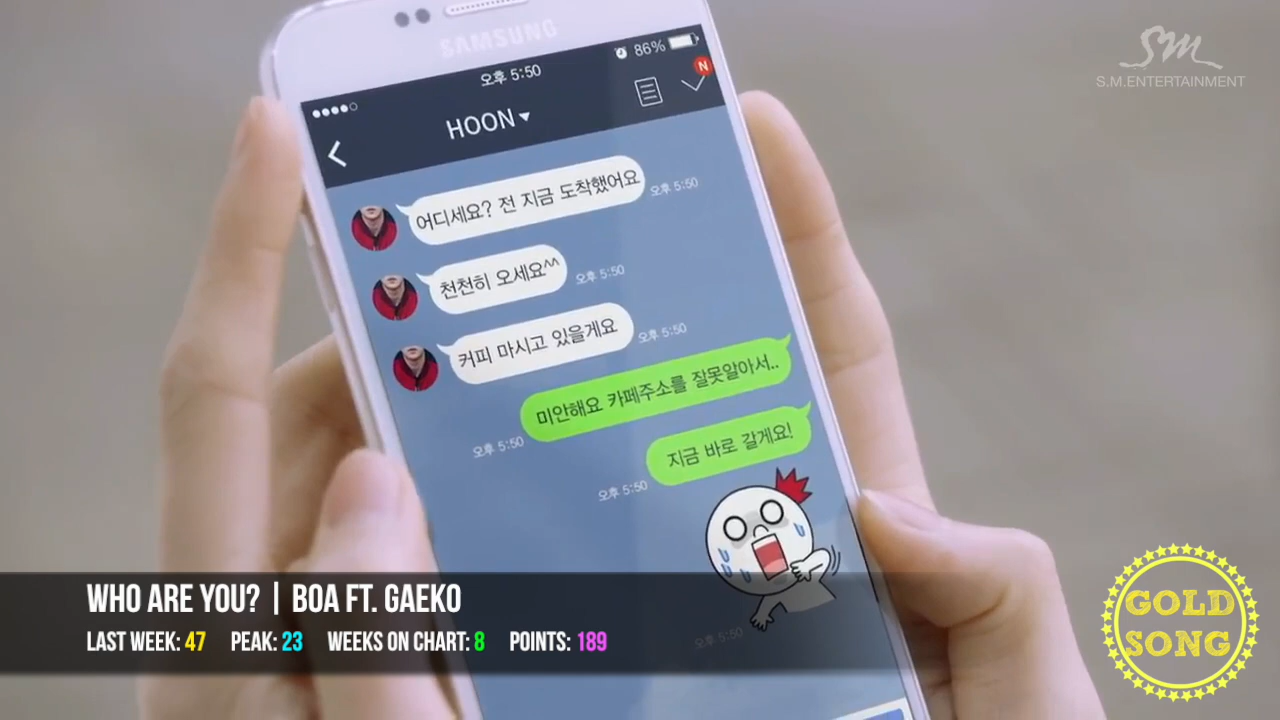 SAMSUNG
오후 5:50
86%
N
HOON
SM
S.M.ENTERTAINMENT
어디세요? 전 지금 도착했어요
오후 5:50
천천히 오세요^^
오후 5:50
커피 마시고 있을게요
오후 5:50
미안해요 카페주소를 잘못알아서..
오후 5:50
지금 바로 갈게요!
오후 5:50
오후 5:50
WHO ARE YOU? | BOA FT. GAEKO
LAST WEEK: 47 PEAK: 23 WEEKS ON CHART: 8 POINTS: 189
GOLD
SONG